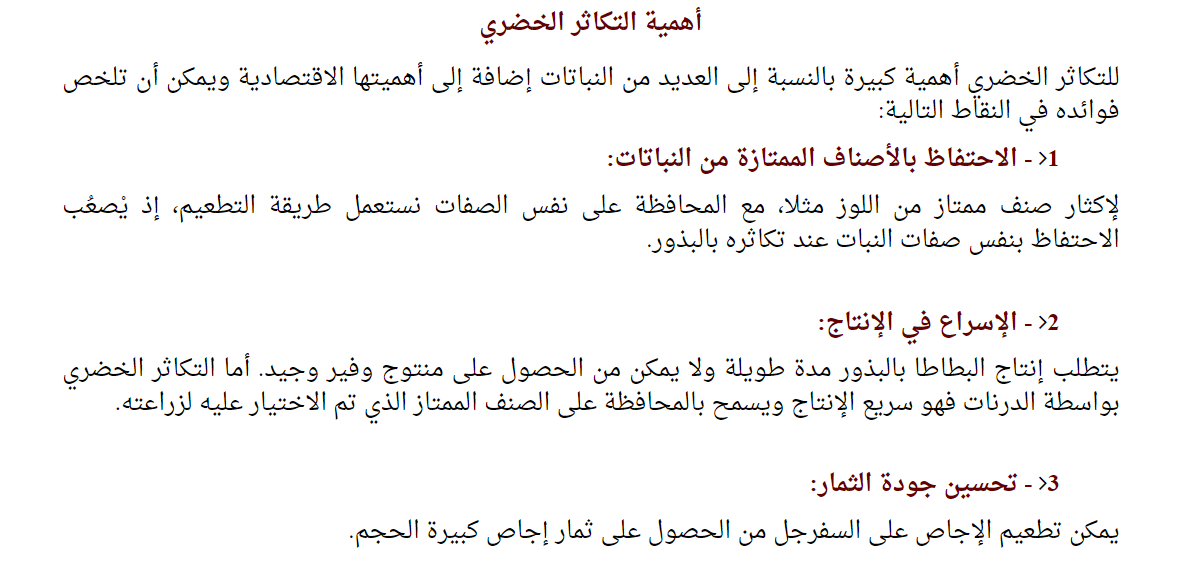 أهمية التكاثر الخضري
للتكاثر الخضري أهمية كبيرة بالنسبة إلى العديد من النباتات إضافة إلى أهميتها الاقتصادية ويمكن أن تلخص
فوائده في النقاط التالية:
1< - الاحتفاظ بالأصناف الممتازة من النباتات:
لإكثار صنف ممتاز من اللوز مثلا، مع المحافظة على نفس الصفات نستعمل طريقة التطعيم، إذ يْصعُب
الاحتفاظ بنفس صفات النبات عند تكاثره بالبذور.
2< - الإسراع في الإنتاج:
يتطلب إنتاج البطاطا بالبذور مدة طويلة ولا يمكن من الحصول على منتوج وفير وجيد. أما التكاثر الخضري
بواسطة الدرنات فهو سريع الإنتاج ويسمح بالمحافظة على الصنف الممتاز الذي تم الاختيار عليه لزراعته.
3< - تحسين جودة الثمار:
يمكن تطعيم الإجاص على السفرجل من الحصول على ثمار إجاص كبيرة الحجم.